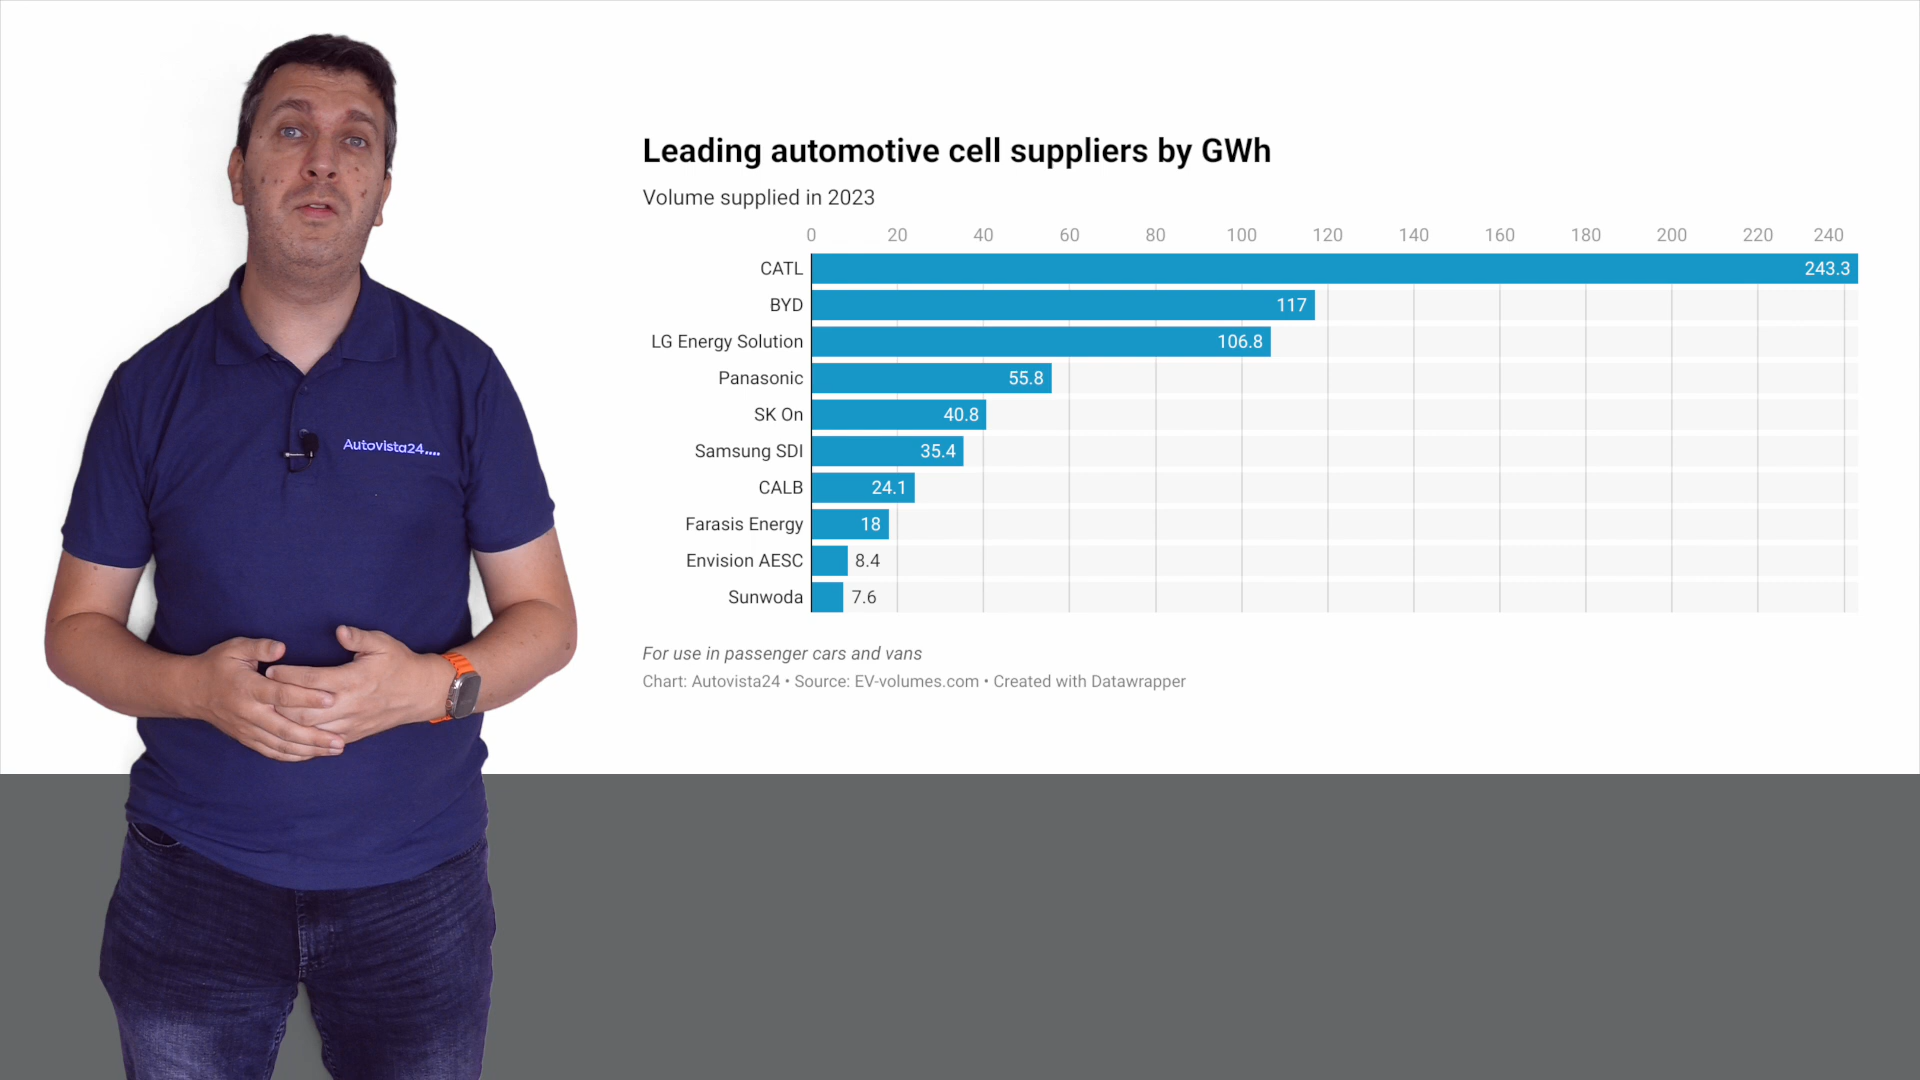 Leading automotive cell suppliers by GWh
Volume supplied in 2023
0 20 40 60 80 100 120 140 160 180 200 220 240
CATL 243.3
BYD 117
LG Energy Solution 106.8
Panasonic 55.8
SK On 40.8
Samsung SDI 35.4
CALB 24.1
Farasis Energy 18
Envision AESC 8.4
Sunwoda 7.6
For use in passenger cars and vans
Chart: Autovista24 • Source: EV-volumes.com • Created with Datawrapper
Autovista24....